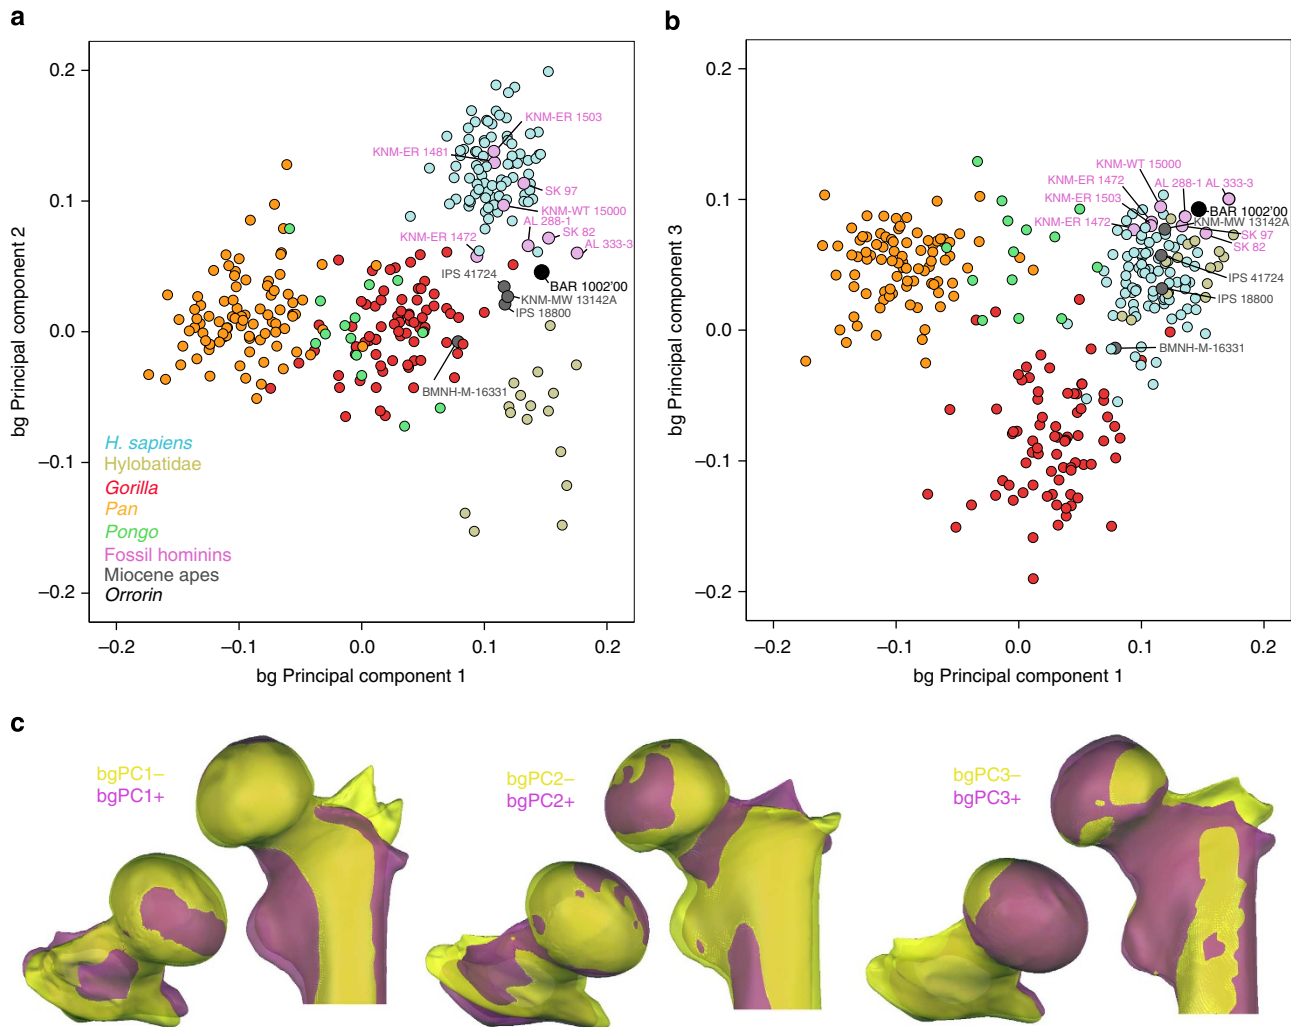 a
0.2
0.1
0.0
−0.1
−0.2
bg Principal component 2
−0.2
−0.1
0.0
0.1
0.2
bg Principal component 1
KNM-ER 1503
KNM-ER 1481
SK 97
KNM-WT 15000
AL 288-1
SK 82
KNM-ER 1472
AL 333-3
IPS 41724
BAR 1002'00
KNM-MW 13142A
IPS 18800
BMNH-M-16331
H. sapiens
Hylobatidae
Gorilla
Pan
Pongo
Fossil hominins
Miocene apes
Orrorin
b
0.2
0.1
0.0
−0.1
−0.2
bg Principal component 3
−0.2
−0.1
0.0
0.1
0.2
bg Principal component 1
KNM-WT 15000
KNM-ER 1472
AL 288-1 AL 333-3
KNM-ER 1503
BAR 1002'00
KNM-ER 1472
KNM-MW 13142A
SK 97
SK 82
IPS 41724
IPS 18800
BMNH-M-16331
c
bgPC1−
bgPC1+
bgPC2−
bgPC2+
bgPC3−
bgPC3+